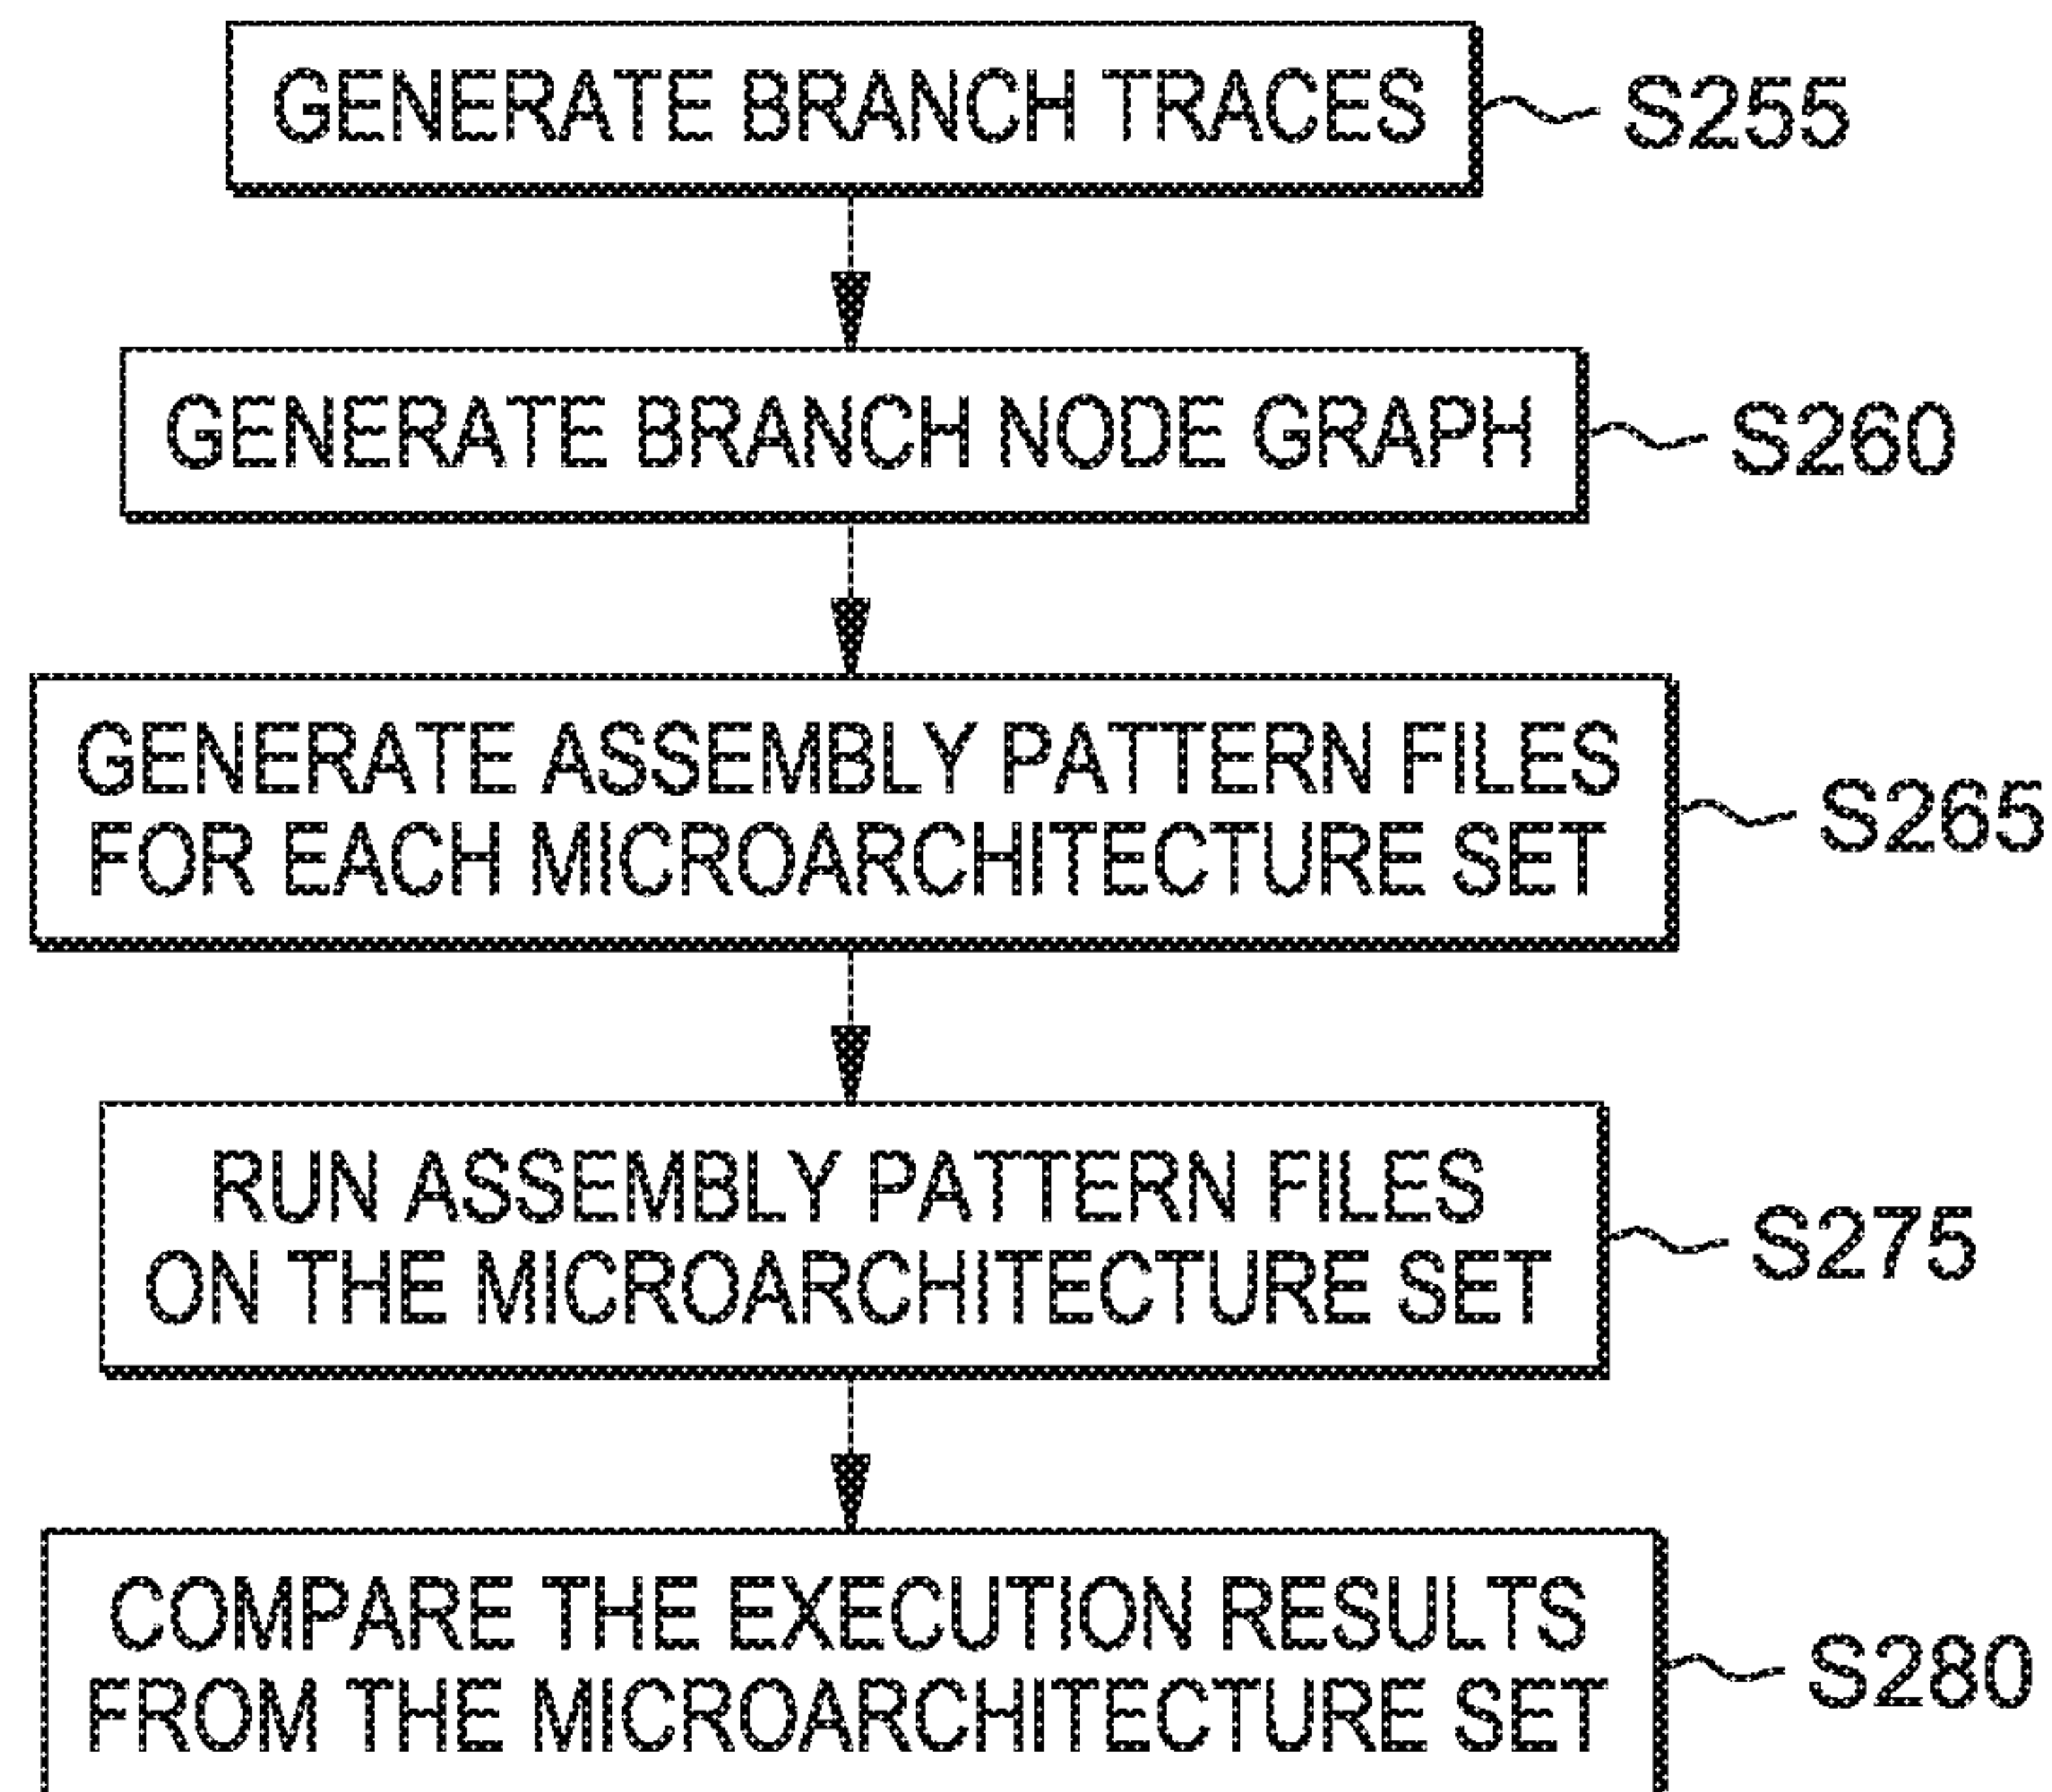 GENERATE BRANCH TRACES
S255
GENERATE BRANCH NODE GRAPH
S260
GENERATE ASSEMBLY PATTERN FILES
FOR EACH MICROARCHITECTURE SET
S265
RUN ASSEMBLY PATTERN FILES
ON THE MICROARCHITECTURE SET
S275
COMPARE THE EXECUTION RESULTS
FROM THE MICROARCHITECTURE SET
S280